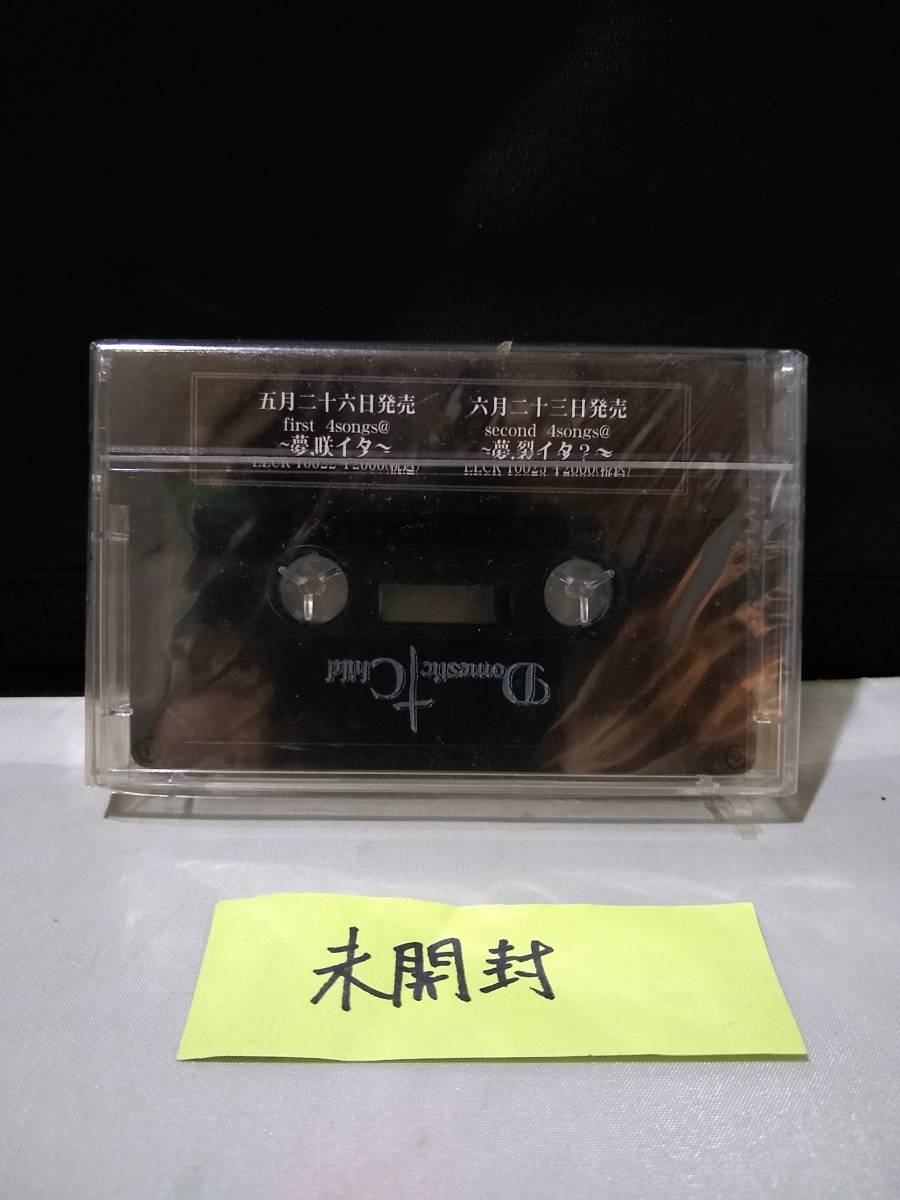 五月二十六日発売
first 4songs@
~夢,咲イタ~
六月二十三日発売
second 4songs@
~夢,裂イタ?~
Domestic†Child
未開封